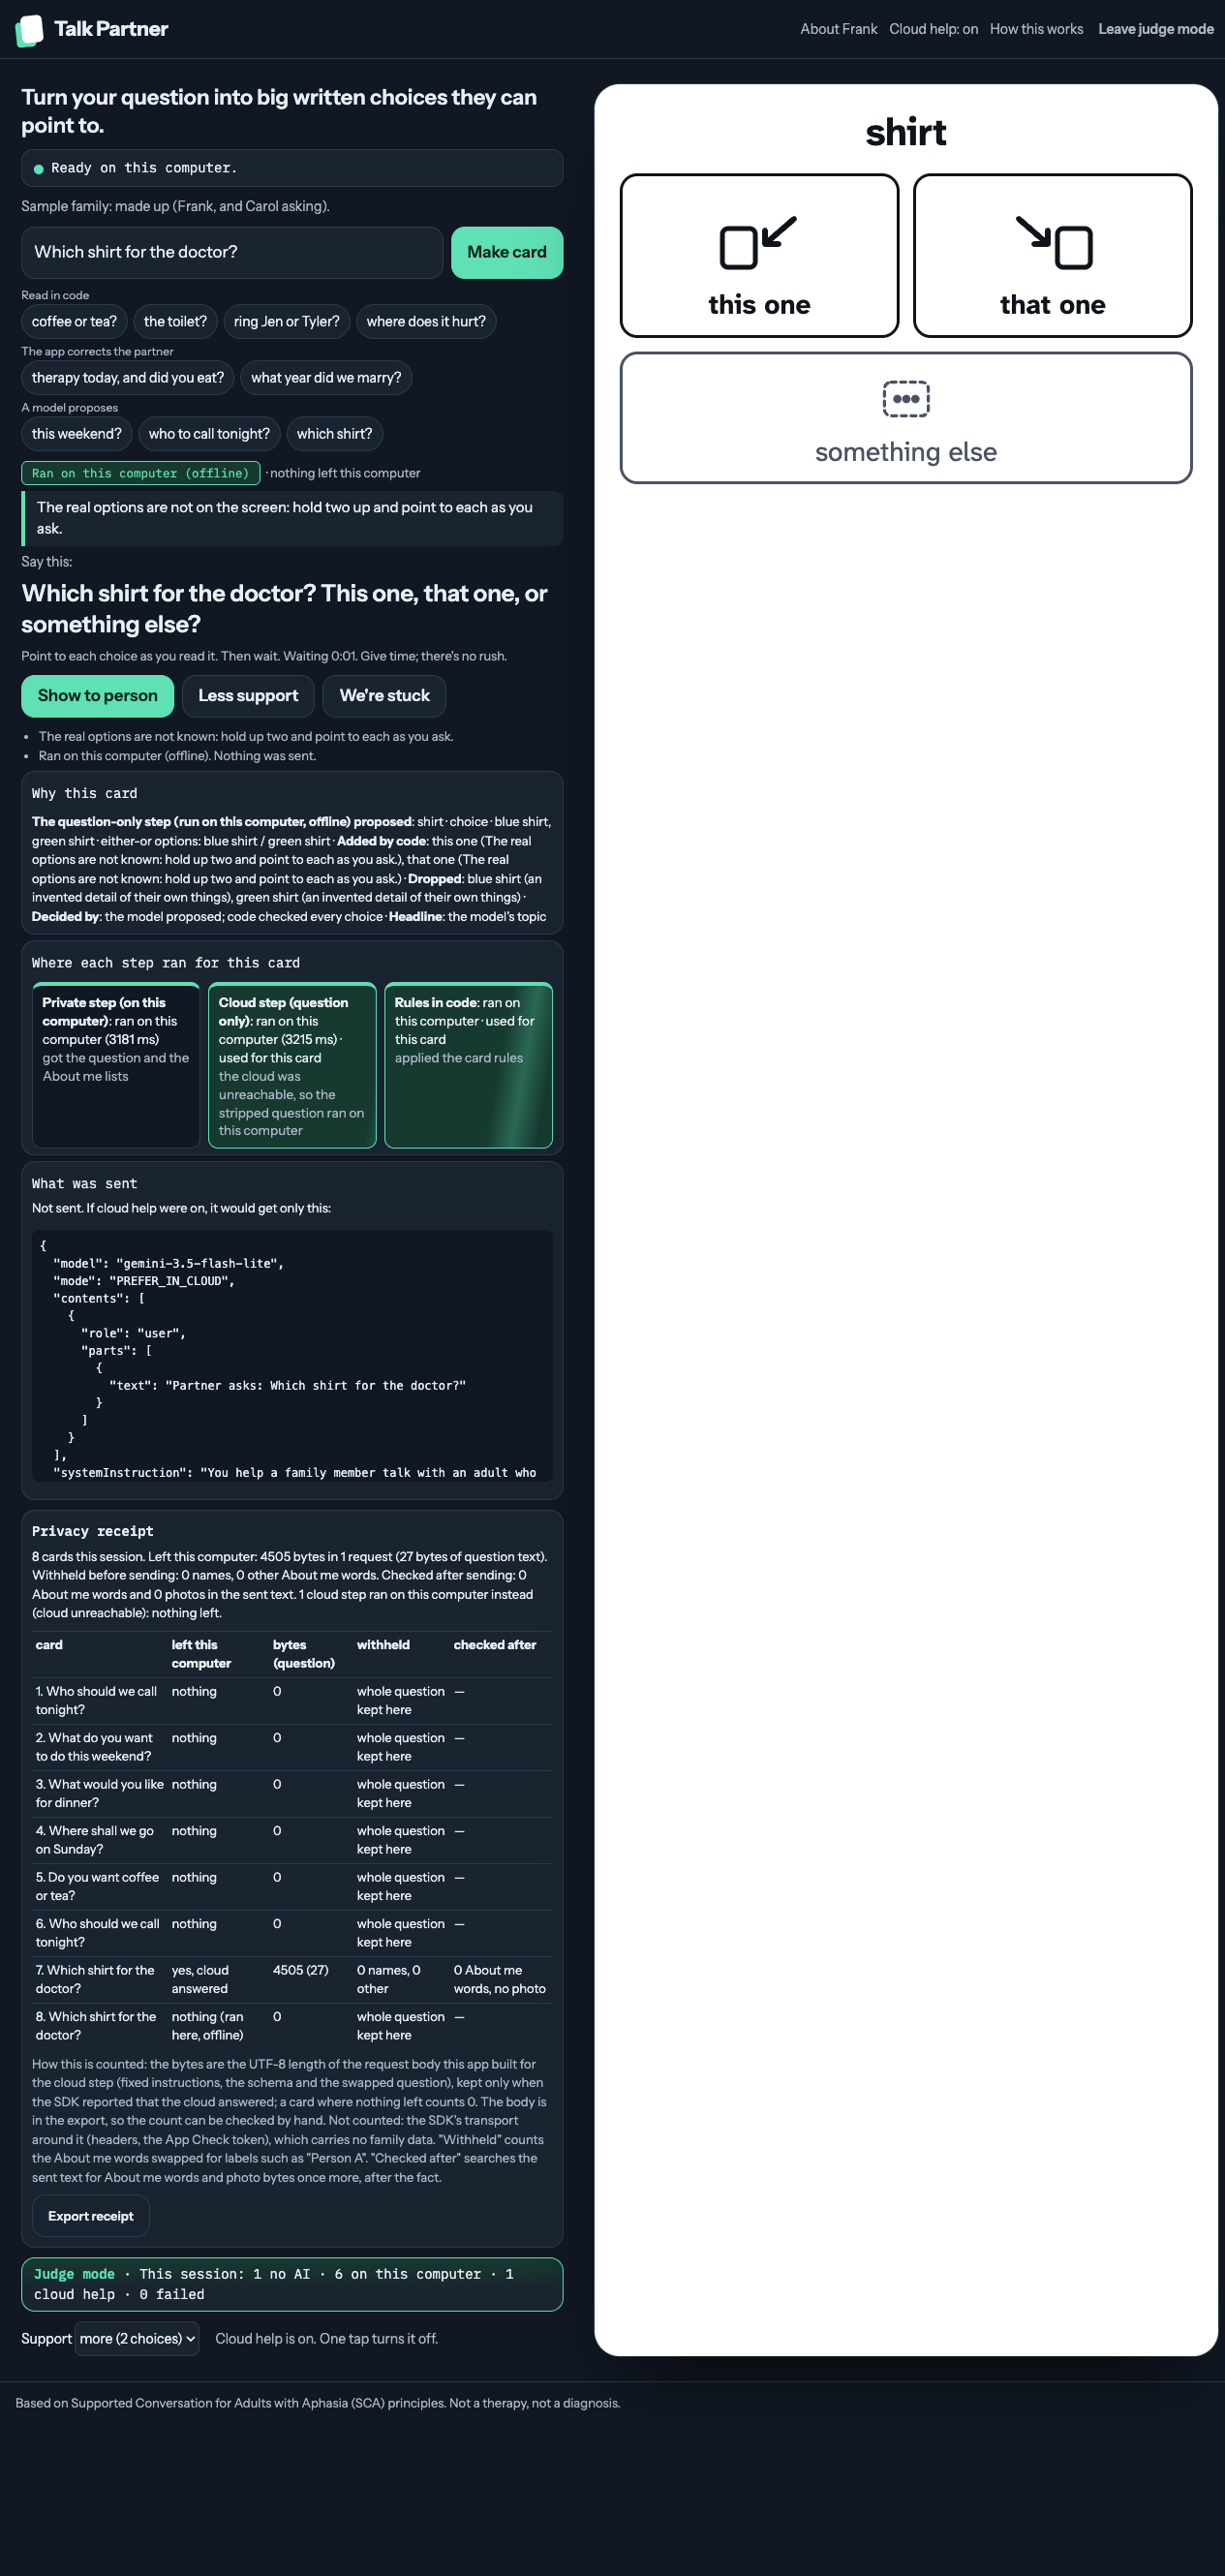 Talk Partner
About Frank Cloud help: on How this works Leave judge mode
Turn your question into big written choices they can
point to.
Ready on this computer.
Sample family: made up (Frank, and Carol asking).
Which shirt for the doctor? Make card
Read in code
coffee or tea? the toilet? ring Jen or Tyler? where does it hurt?
The app corrects the partner
therapy today, and did you eat? what year did we marry?
A model proposes
this weekend? who to call tonight? which shirt?
Ran on this computer (offline) · nothing left this computer
The real options are not on the screen: hold two up and point to each as you
ask.
Say this:
Which shirt for the doctor? This one, that one, or
something else?
Point to each choice as you read it. Then wait. Waiting 0:01. Give time; there's no rush.
Show to person Less support We're stuck
• The real options are not known: hold up two and point to each as you ask.
• Ran on this computer (offline). Nothing was sent.
Why this card
The question-only step (run on this computer, offline) proposed: shirt · choice · blue shirt,
green shirt · either-or options: blue shirt / green shirt · Added by code: this one (The real
options are not known: hold up two and point to each as you ask.), that one (The real
options are not known: hold up two and point to each as you ask.) · Dropped: blue shirt (an
invented detail of their own things), green shirt (an invented detail of their own things) ·
Decided by: the model proposed; code checked every choice · Headline: the model's topic
Where each step ran for this card
Private step (on this
computer): ran on this
computer (3181 ms)
got the question and the
About me lists
Cloud step (question
only): ran on this
computer (3215 ms) ·
used for this card
the cloud was
unreachable, so the
stripped question ran on
this computer
Rules in code: ran on
this computer · used for
this card
applied the card rules
What was sent
Not sent. If cloud help were on, it would get only this:
{
"model": "gemini-3.5-flash-lite",
"mode": "PREFER_IN_CLOUD",
"contents": [
{
"role": "user",
"parts": [
{
"text": "Partner asks: Which shirt for the doctor?"
}
]
}
],
"systemInstruction": "You help a family member talk with an adult who
Privacy receipt
8 cards this session. Left this computer: 4505 bytes in 1 request (27 bytes of question text).
Withheld before sending: 0 names, 0 other About me words. Checked after sending: 0
About me words and 0 photos in the sent text. 1 cloud step ran on this computer instead
(cloud unreachable): nothing left.
card left this computer bytes (question) withheld checked after
1. Who should we call tonight? nothing 0 whole question kept here —
2. What do you want to do this weekend? nothing 0 whole question kept here —
3. What would you like for dinner? nothing 0 whole question kept here —
4. Where shall we go on Sunday? nothing 0 whole question kept here —
5. Do you want coffee or tea? nothing 0 whole question kept here —
6. Who should we call tonight? nothing 0 whole question kept here —
7. Which shirt for the doctor? yes, cloud answered 4505 (27) 0 names, 0 other 0 About me words, no photo
8. Which shirt for the doctor? nothing (ran here, offline) 0 whole question kept here —
How this is counted: the bytes are the UTF-8 length of the request body this app built for
the cloud step (fixed instructions, the schema and the swapped question), kept only when
the SDK reported that the cloud answered; a card where nothing left counts 0. The body is
in the export, so the count can be checked by hand. Not counted: the SDK's transport
around it (headers, the App Check token), which carries no family data. "Withheld" counts
the About me words swapped for labels such as "Person A". "Checked after" searches the
sent text for About me words and photo bytes once more, after the fact.
Export receipt
Judge mode · This session: 1 no AI · 6 on this computer · 1
cloud help · 0 failed
Support more (2 choices) Cloud help is on. One tap turns it off.
Based on Supported Conversation for Adults with Aphasia (SCA) principles. Not a therapy, not a diagnosis.
shirt
this one
that one
something else